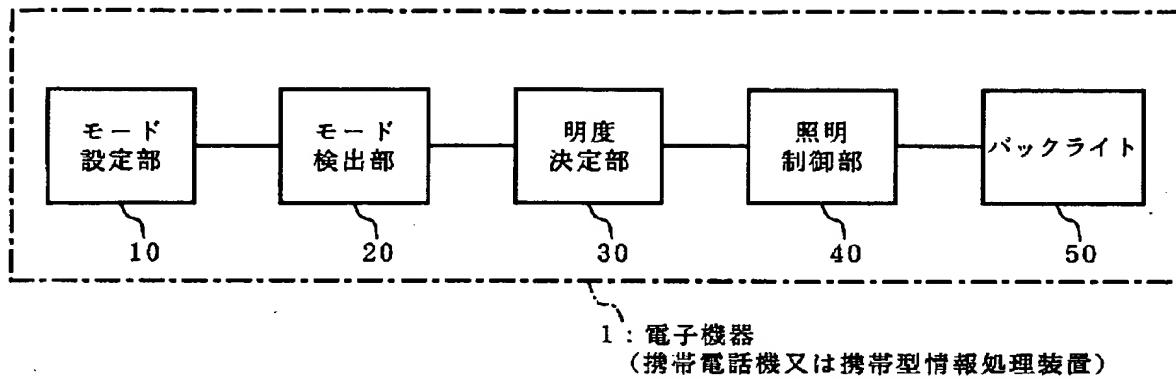 モード
設定部
モード
検出部
明度
決定部
照明
制御部
バックライト
10
20
30
40
50
1:電子機器
(携帯電話機又は携帯型情報処理装置)